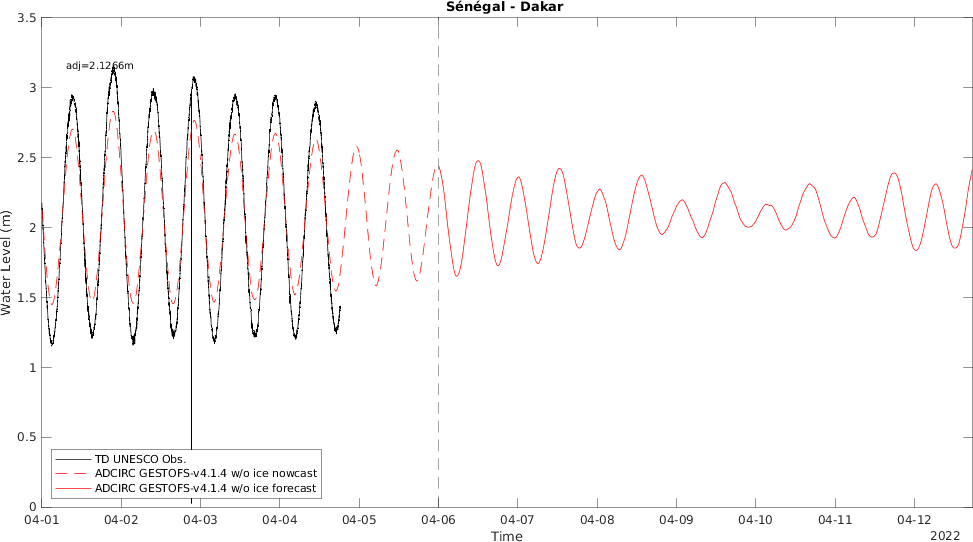 Sénégal - Dakar
3.5
adj=2.1266m
3
2.5
2
1.5
1
0.5
0
Water Level (m)
TD UNESCO Obs.
ADCIRC GESTOFS-v4.1.4 w/o ice nowcast
ADCIRC GESTOFS-v4.1.4 w/o ice forecast
04-01 04-02 04-03 04-04 04-05 04-06 04-07 04-08 04-09 04-10 04-11 04-12
Time
2022